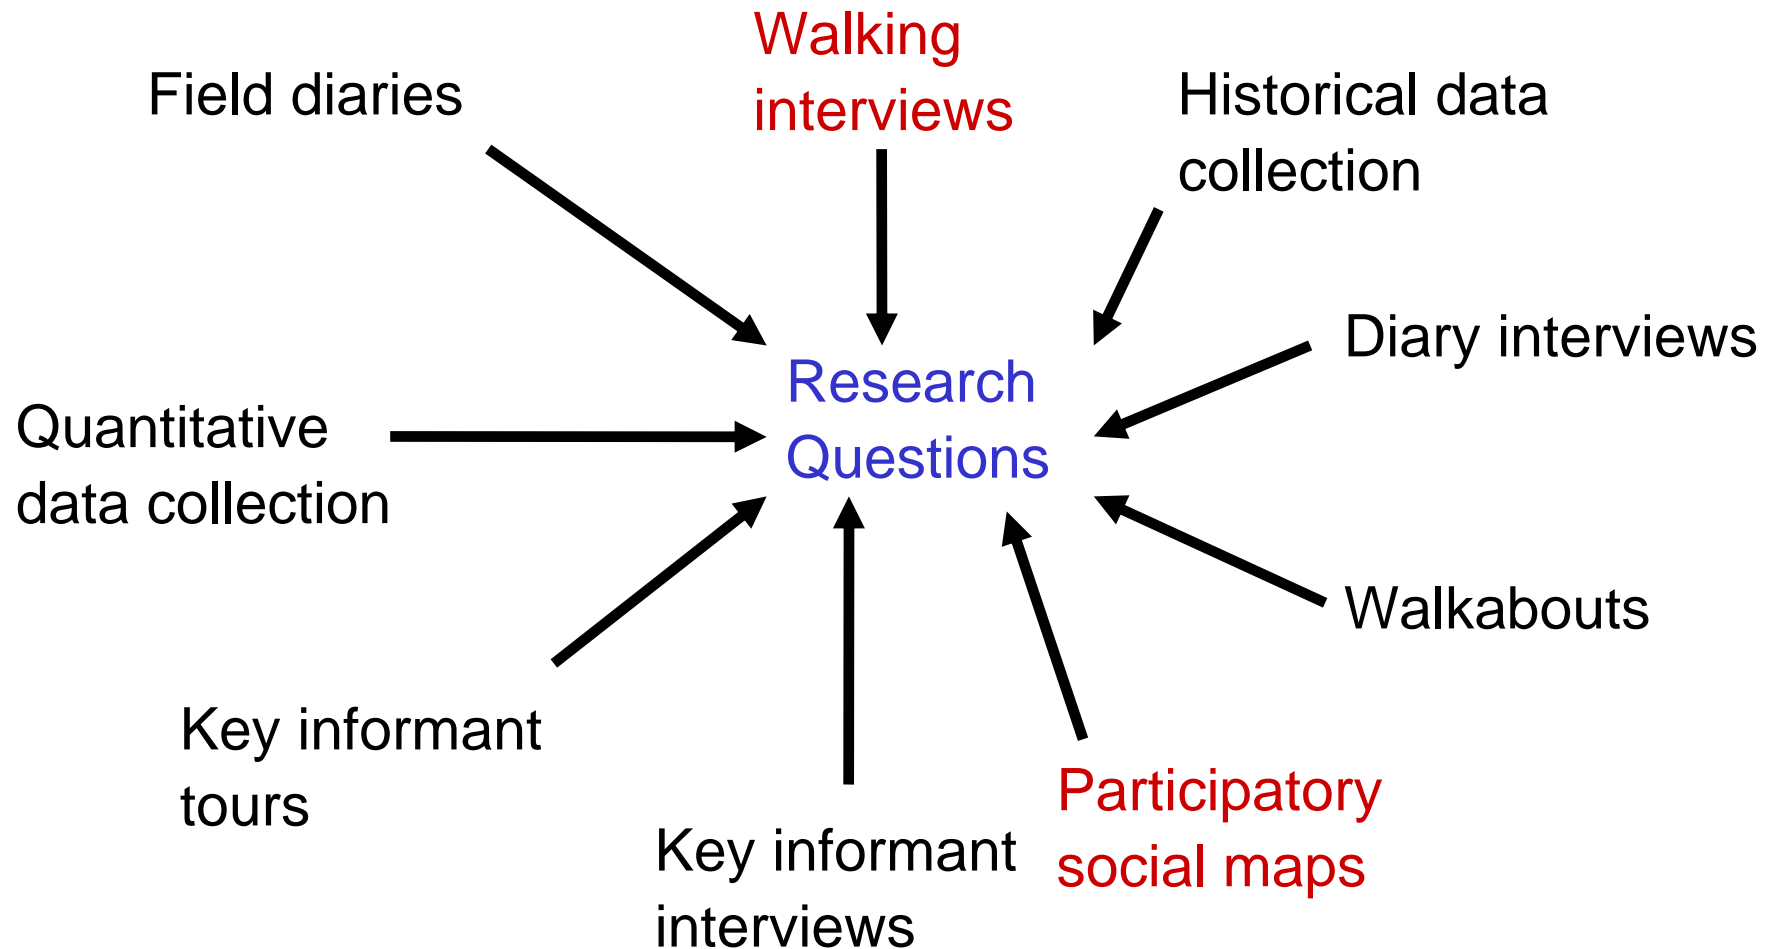 Walking
interviews
Field diaries
Historical data
collection
Diary interviews
Research
Questions
Quantitative
data collection
Walkabouts
Key informant
tours
Participatory
social maps
Key informant
interviews